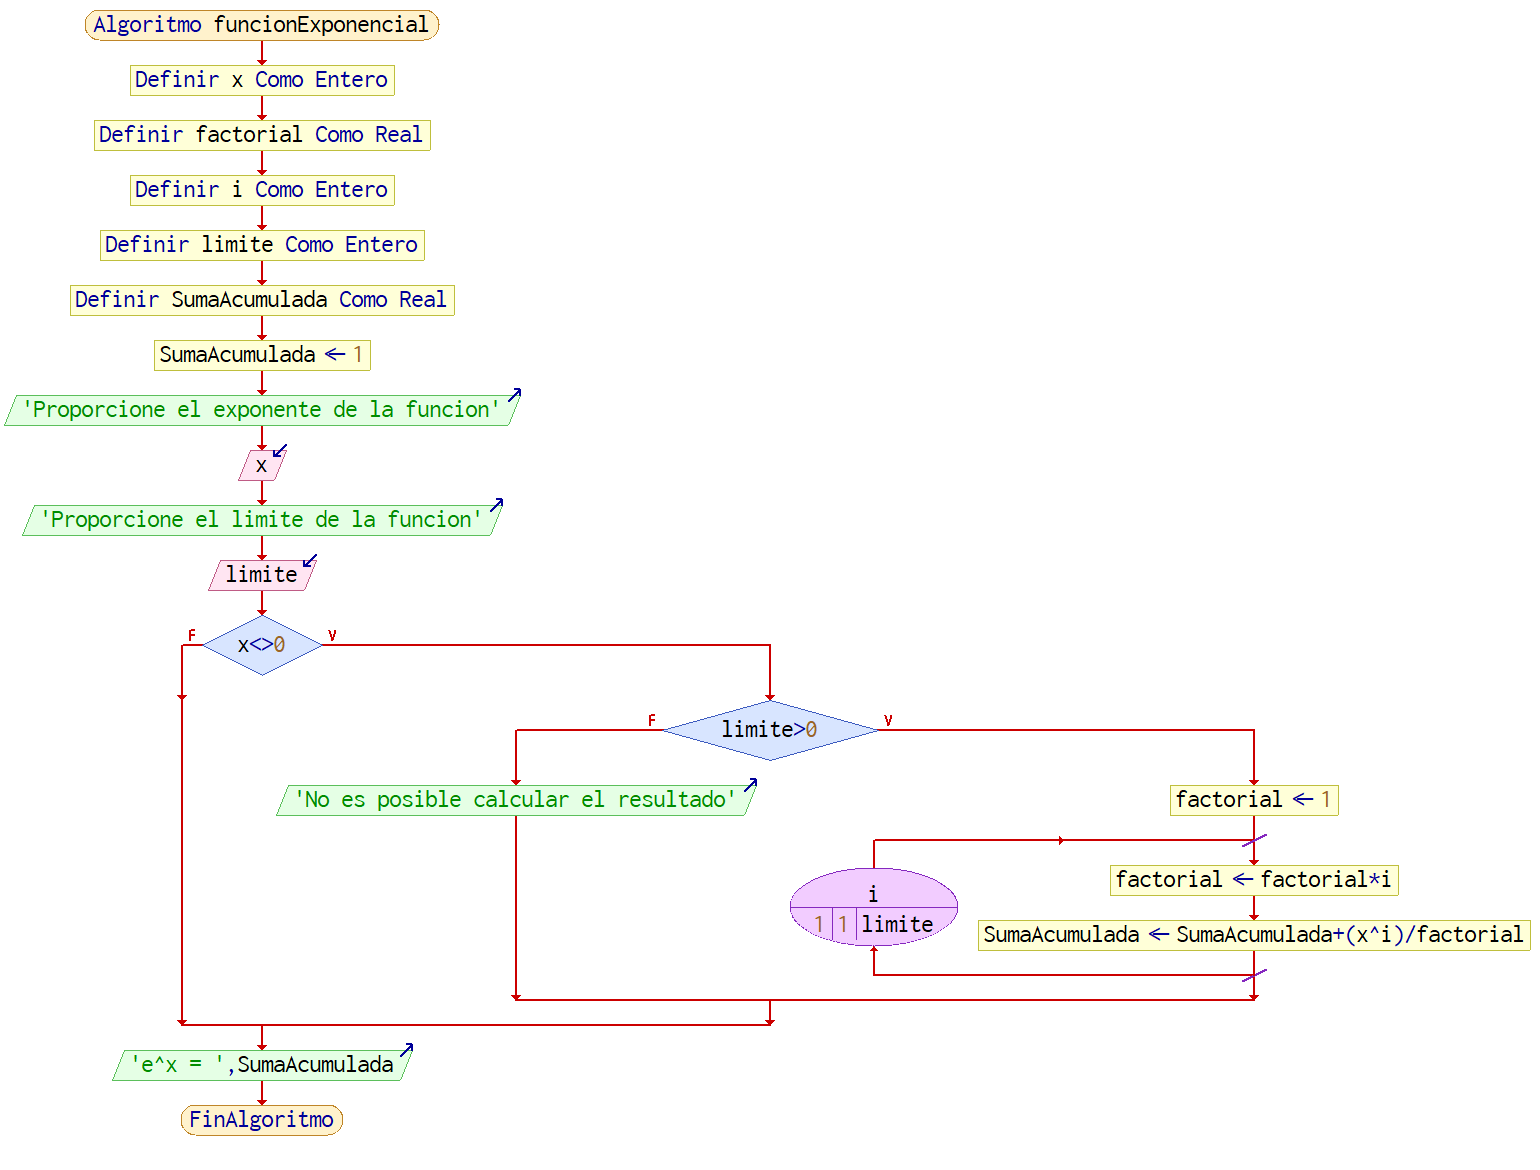 Algoritmo funcionExponencial
Definir x Como Entero
Definir factorial Como Real
Definir i Como Entero
Definir limite Como Entero
Definir SumaAcumulada Como Real
SumaAcumulada ← 1
'Proporcione el exponente de la funcion'
x
'Proporcione el limite de la funcion'
limite
F
x<>0
V
F
limite>0
V
'No es posible calcular el resultado'
factorial ← 1
factorial ← factorial*i
i
1 1 limite
SumaAcumulada ← SumaAcumulada+(x^i)/factorial
'e^x = ',SumaAcumulada
FinAlgoritmo